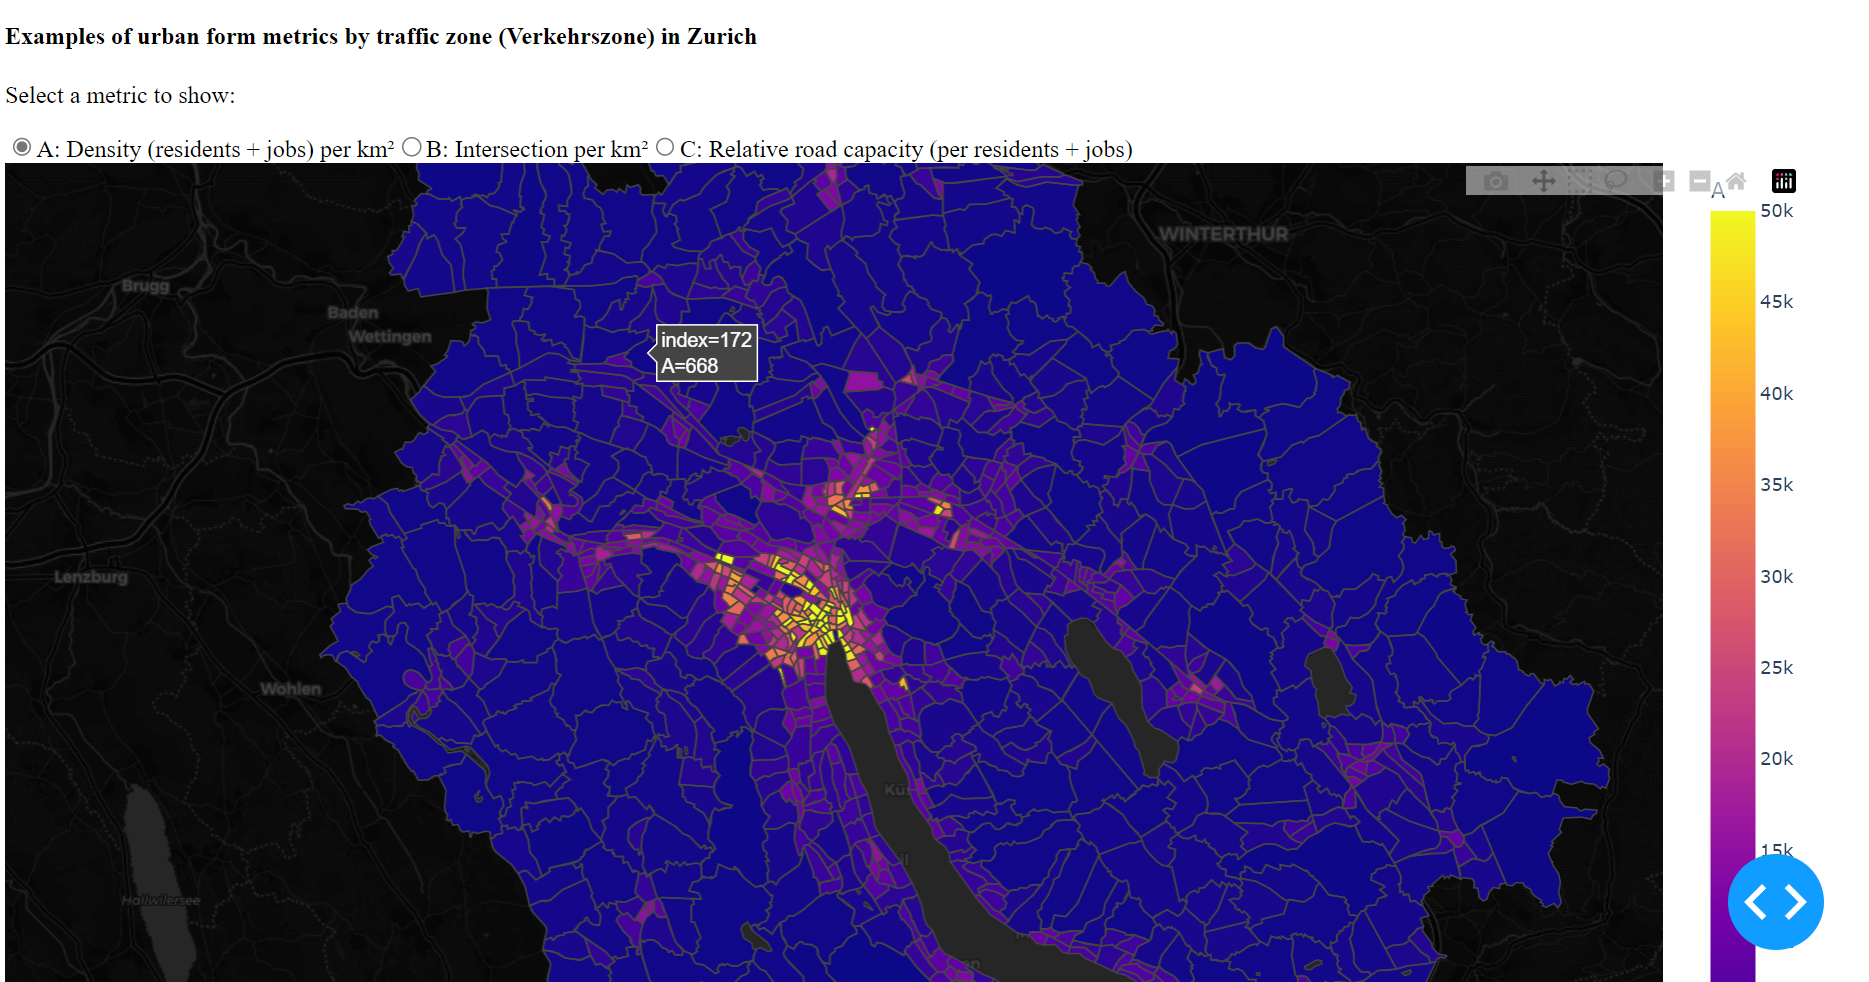 Examples of urban form metrics by traffic zone (Verkehrszone) in Zurich
Select a metric to show:
A: Density (residents + jobs) per km² B: Intersection per km² C: Relative road capacity (per residents + jobs)
A
50k
WINTERTHUR
Brugg
45k
Baden
Wettingen
index=172
A=668
40k
35k
Lenzburg
30k
25k
Wohlen
20k
15k
Hallwilersee